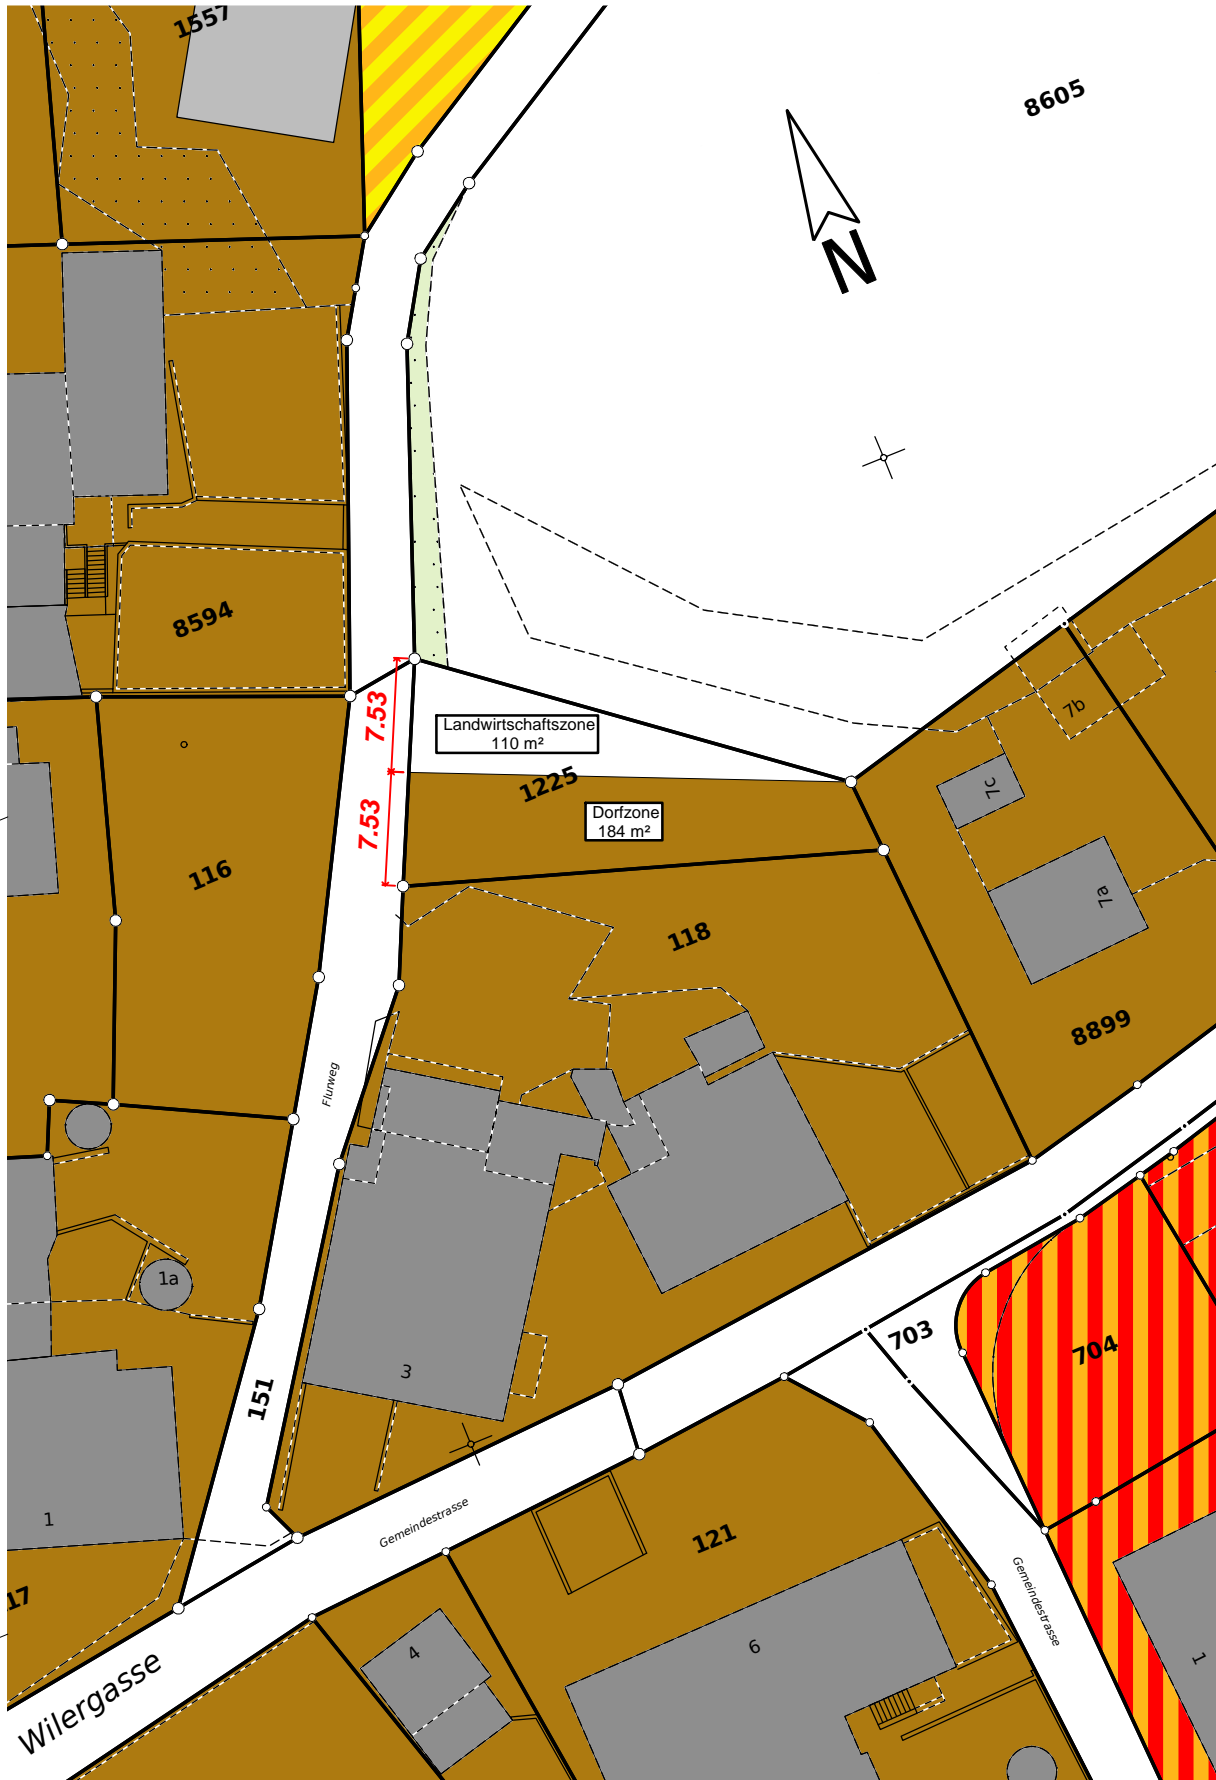 1557
8605
N
8594
7.53
Landwirtschaftszone
110 m²
7b
1225
7c
7.53
Dorfzone
184 m²
116
7a
118
8899
Flurweg
1a
703
704
3
151
1
Gemeindestrasse
121
Gemeindestrasse
17
4
6
1
Wilergasse